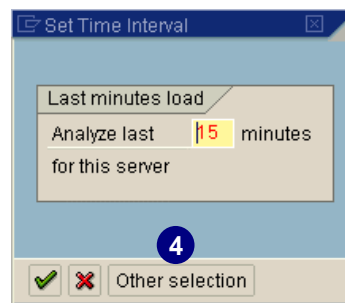 Set Time Interval
Last minutes load
Analyze last 15 minutes
for this server
4
Other selection